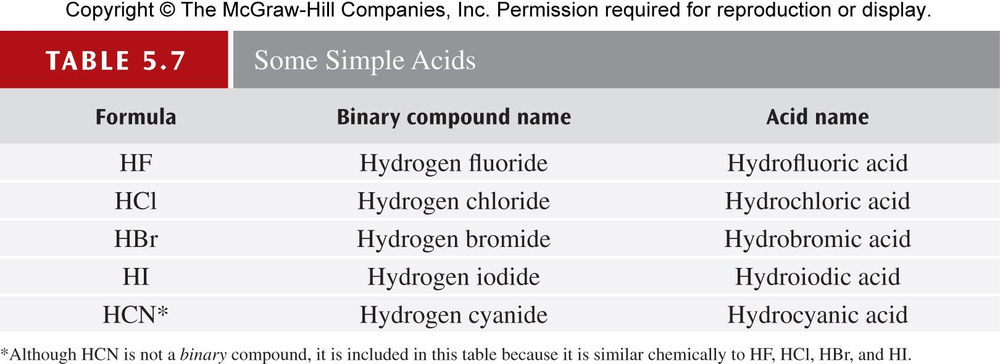 Copyright © The McGraw-Hill Companies, Inc. Permission required for reproduction or display.
TABLE 5.7 Some Simple Acids
Formula Binary compound name Acid name
HF Hydrogen fluoride Hydrofluoric acid
HCl Hydrogen chloride Hydrochloric acid
HBr Hydrogen bromide Hydrobromic acid
HI Hydrogen iodide Hydroiodic acid
HCN* Hydrogen cyanide Hydrocyanic acid
*Although HCN is not a binary compound, it is included in this table because it is similar chemically to HF, HCl, HBr, and HI.